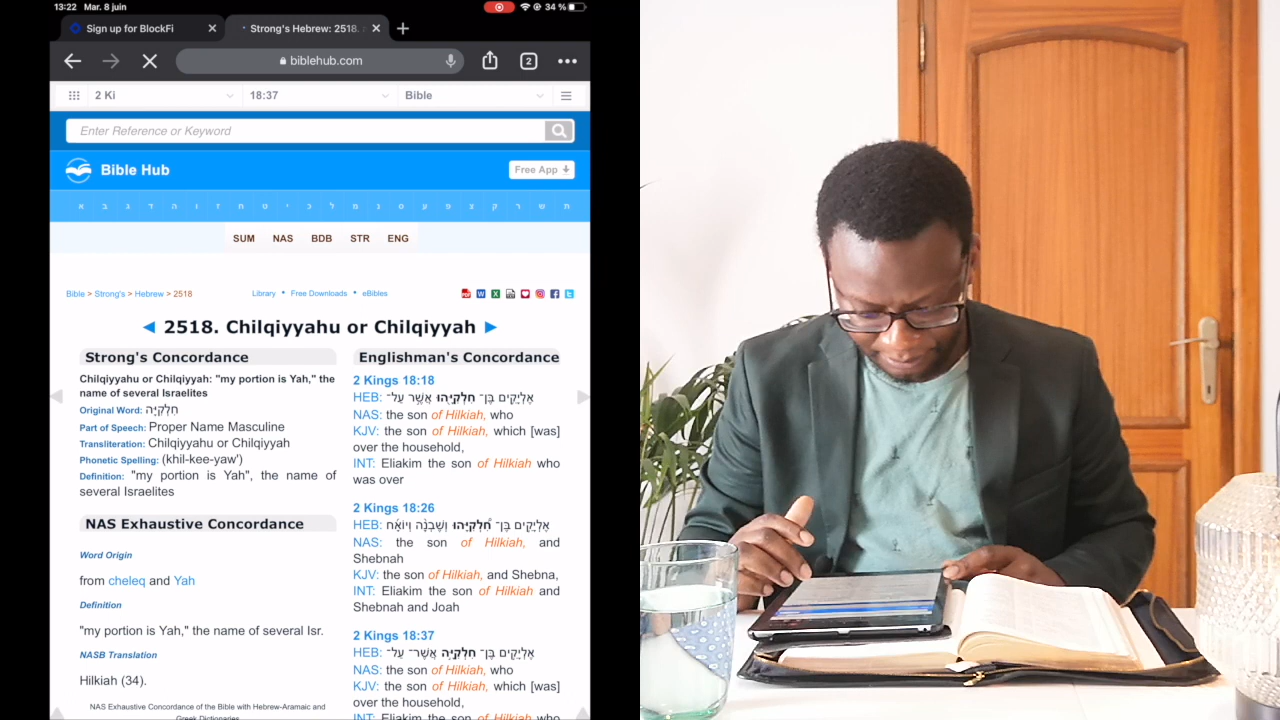 13:22 Mar. 8 juin
34 %
Sign up for BlockFi
Strong's Hebrew: 2518.
biblehub.com
2
2 Ki
18:37
Bible
Enter Reference or Keyword
Bible Hub
Free App
א ב ג ד ה ו ז ח ט י כ ל מ נ ס ע פ צ ק ר ש ת
SUM NAS BDB STR ENG
Bible > Strong's > Hebrew > 2518
Library • Free Downloads • eBibles
2518. Chilqiyyahu or Chilqiyyah
Strong's Concordance
Chilqiyyahu or Chilqiyyah: "my portion is Yah," the
name of several Israelites
Original Word: חִלְקִיָּה
Part of Speech: Proper Name Masculine
Transliteration: Chilqiyyahu or Chilqiyyah
Phonetic Spelling: (khil-kee-yaw')
Definition: "my portion is Yah", the name of
several Israelites
NAS Exhaustive Concordance
Word Origin
from cheleq and Yah
Definition
"my portion is Yah," the name of several Isr.
NASB Translation
Hilkiah (34).
NAS Exhaustive Concordance of the Bible with Hebrew-Aramaic and
Greek Dictionaries
Englishman's Concordance
2 Kings 18:18
HEB: אֶלְיָקִ֥ים בֶּן־ חִלְקִיָּ֖הוּ אֲשֶׁ֣ר עַל־
NAS: the son of Hilkiah, who
KJV: the son of Hilkiah, which [was]
over the household,
INT: Eliakim the son of Hilkiah who
was over
2 Kings 18:26
HEB: אֶלְיָקִ֣ים בֶּן־ חִ֠לְקִיָּהוּ וְשֶׁבְנָ֨ה וְיוֹאָ֜ח
NAS: the son of Hilkiah, and
Shebnah
KJV: the son of Hilkiah, and Shebna,
INT: Eliakim the son of Hilkiah and
Shebnah and Joah
2 Kings 18:37
HEB: אֶלְיָקִ֣ים בֶּן־ חִלְקִיָּ֣ה אֲשֶׁר־ עַל־
NAS: the son of Hilkiah, who
KJV: the son of Hilkiah, which [was]
over the household,
INT: Eliakim the son of Hilkiah who